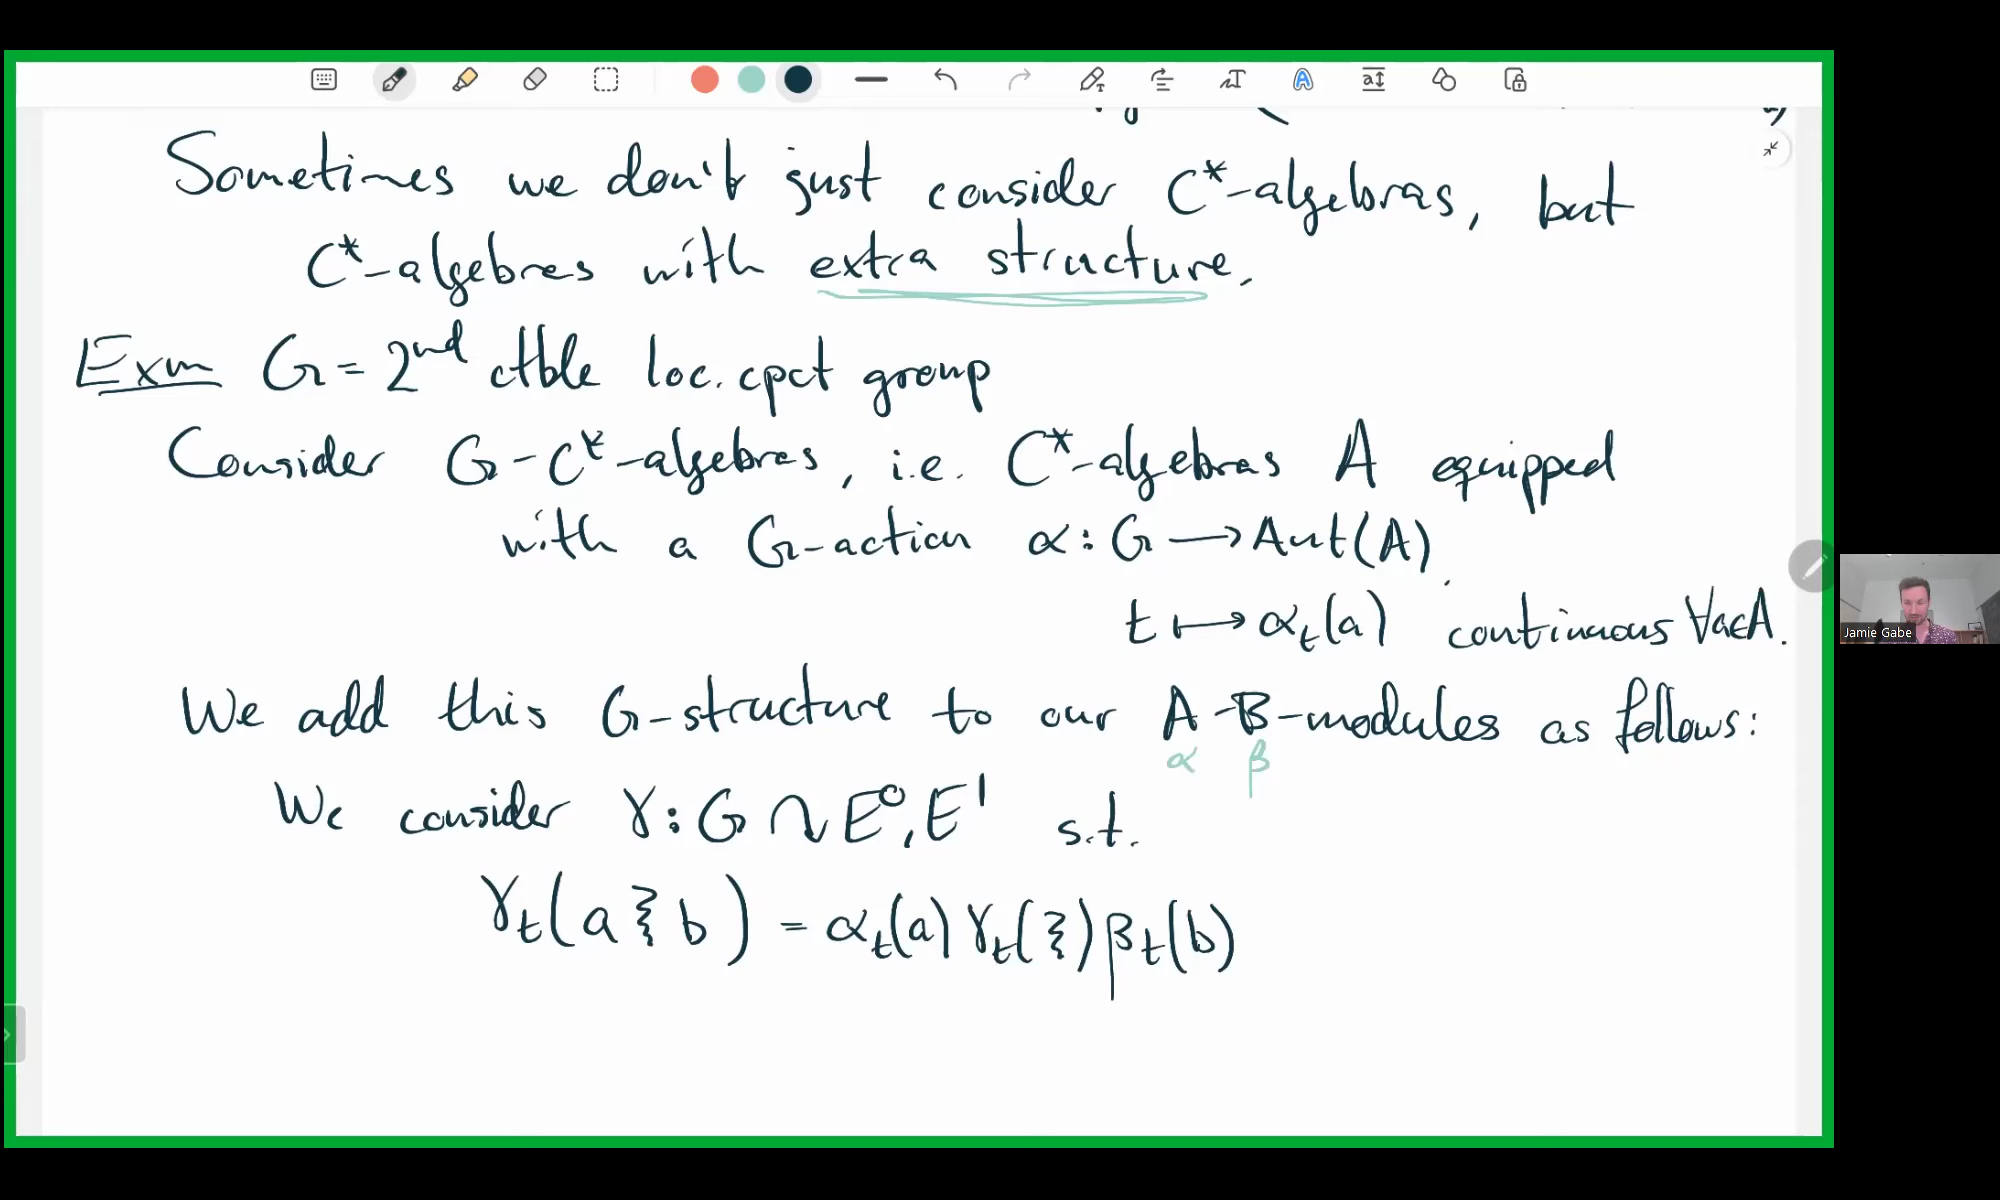 Sometimes we don't just consider C*-algebras, but
C*-algebras with extra structure.
Exm G = 2nd ctble loc. cpct group
Consider G-C*-algebras, i.e. C*-algebras A equipped
with a G-action α: G → Aut(A)
t ↦ α_t(a) continuous ∀a∈A.
We add this G-structure to our A-B-modules as follows:
α β
We consider γ: G ↷ E⁰, E¹ s.t.
γ_t(a ξ b) = α_t(a) γ_t(ξ) β_t(b)
Jamie Gabe